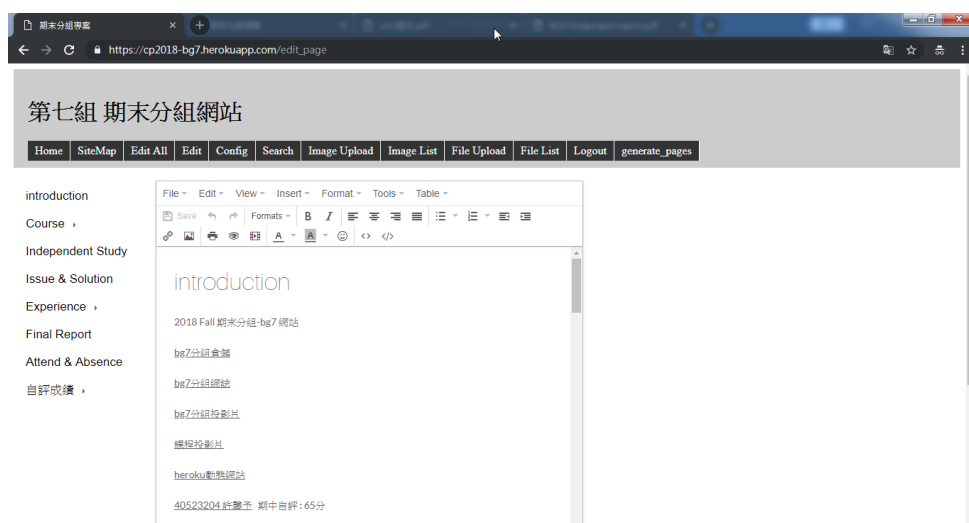 期末分組專案
https://cp2018-bg7.herokuapp.com/edit_page
第七組 期末分組網站
Home SiteMap Edit All Edit Config Search Image Upload Image List File Upload File List Logout generate_pages
introduction
Course
Independent Study
Issue & Solution
Experience
Final Report
Attend & Absence
自評成績
File Edit View Insert Format Tools Table
Save Formats B I
A A
introduction
2018 Fall 期末分組-bg7 網站
bg7分組倉儲
bg7分組網誌
bg7分組投影片
課程投影片
heroku動態網站
40523204 許馨予 期中自評 : 65分